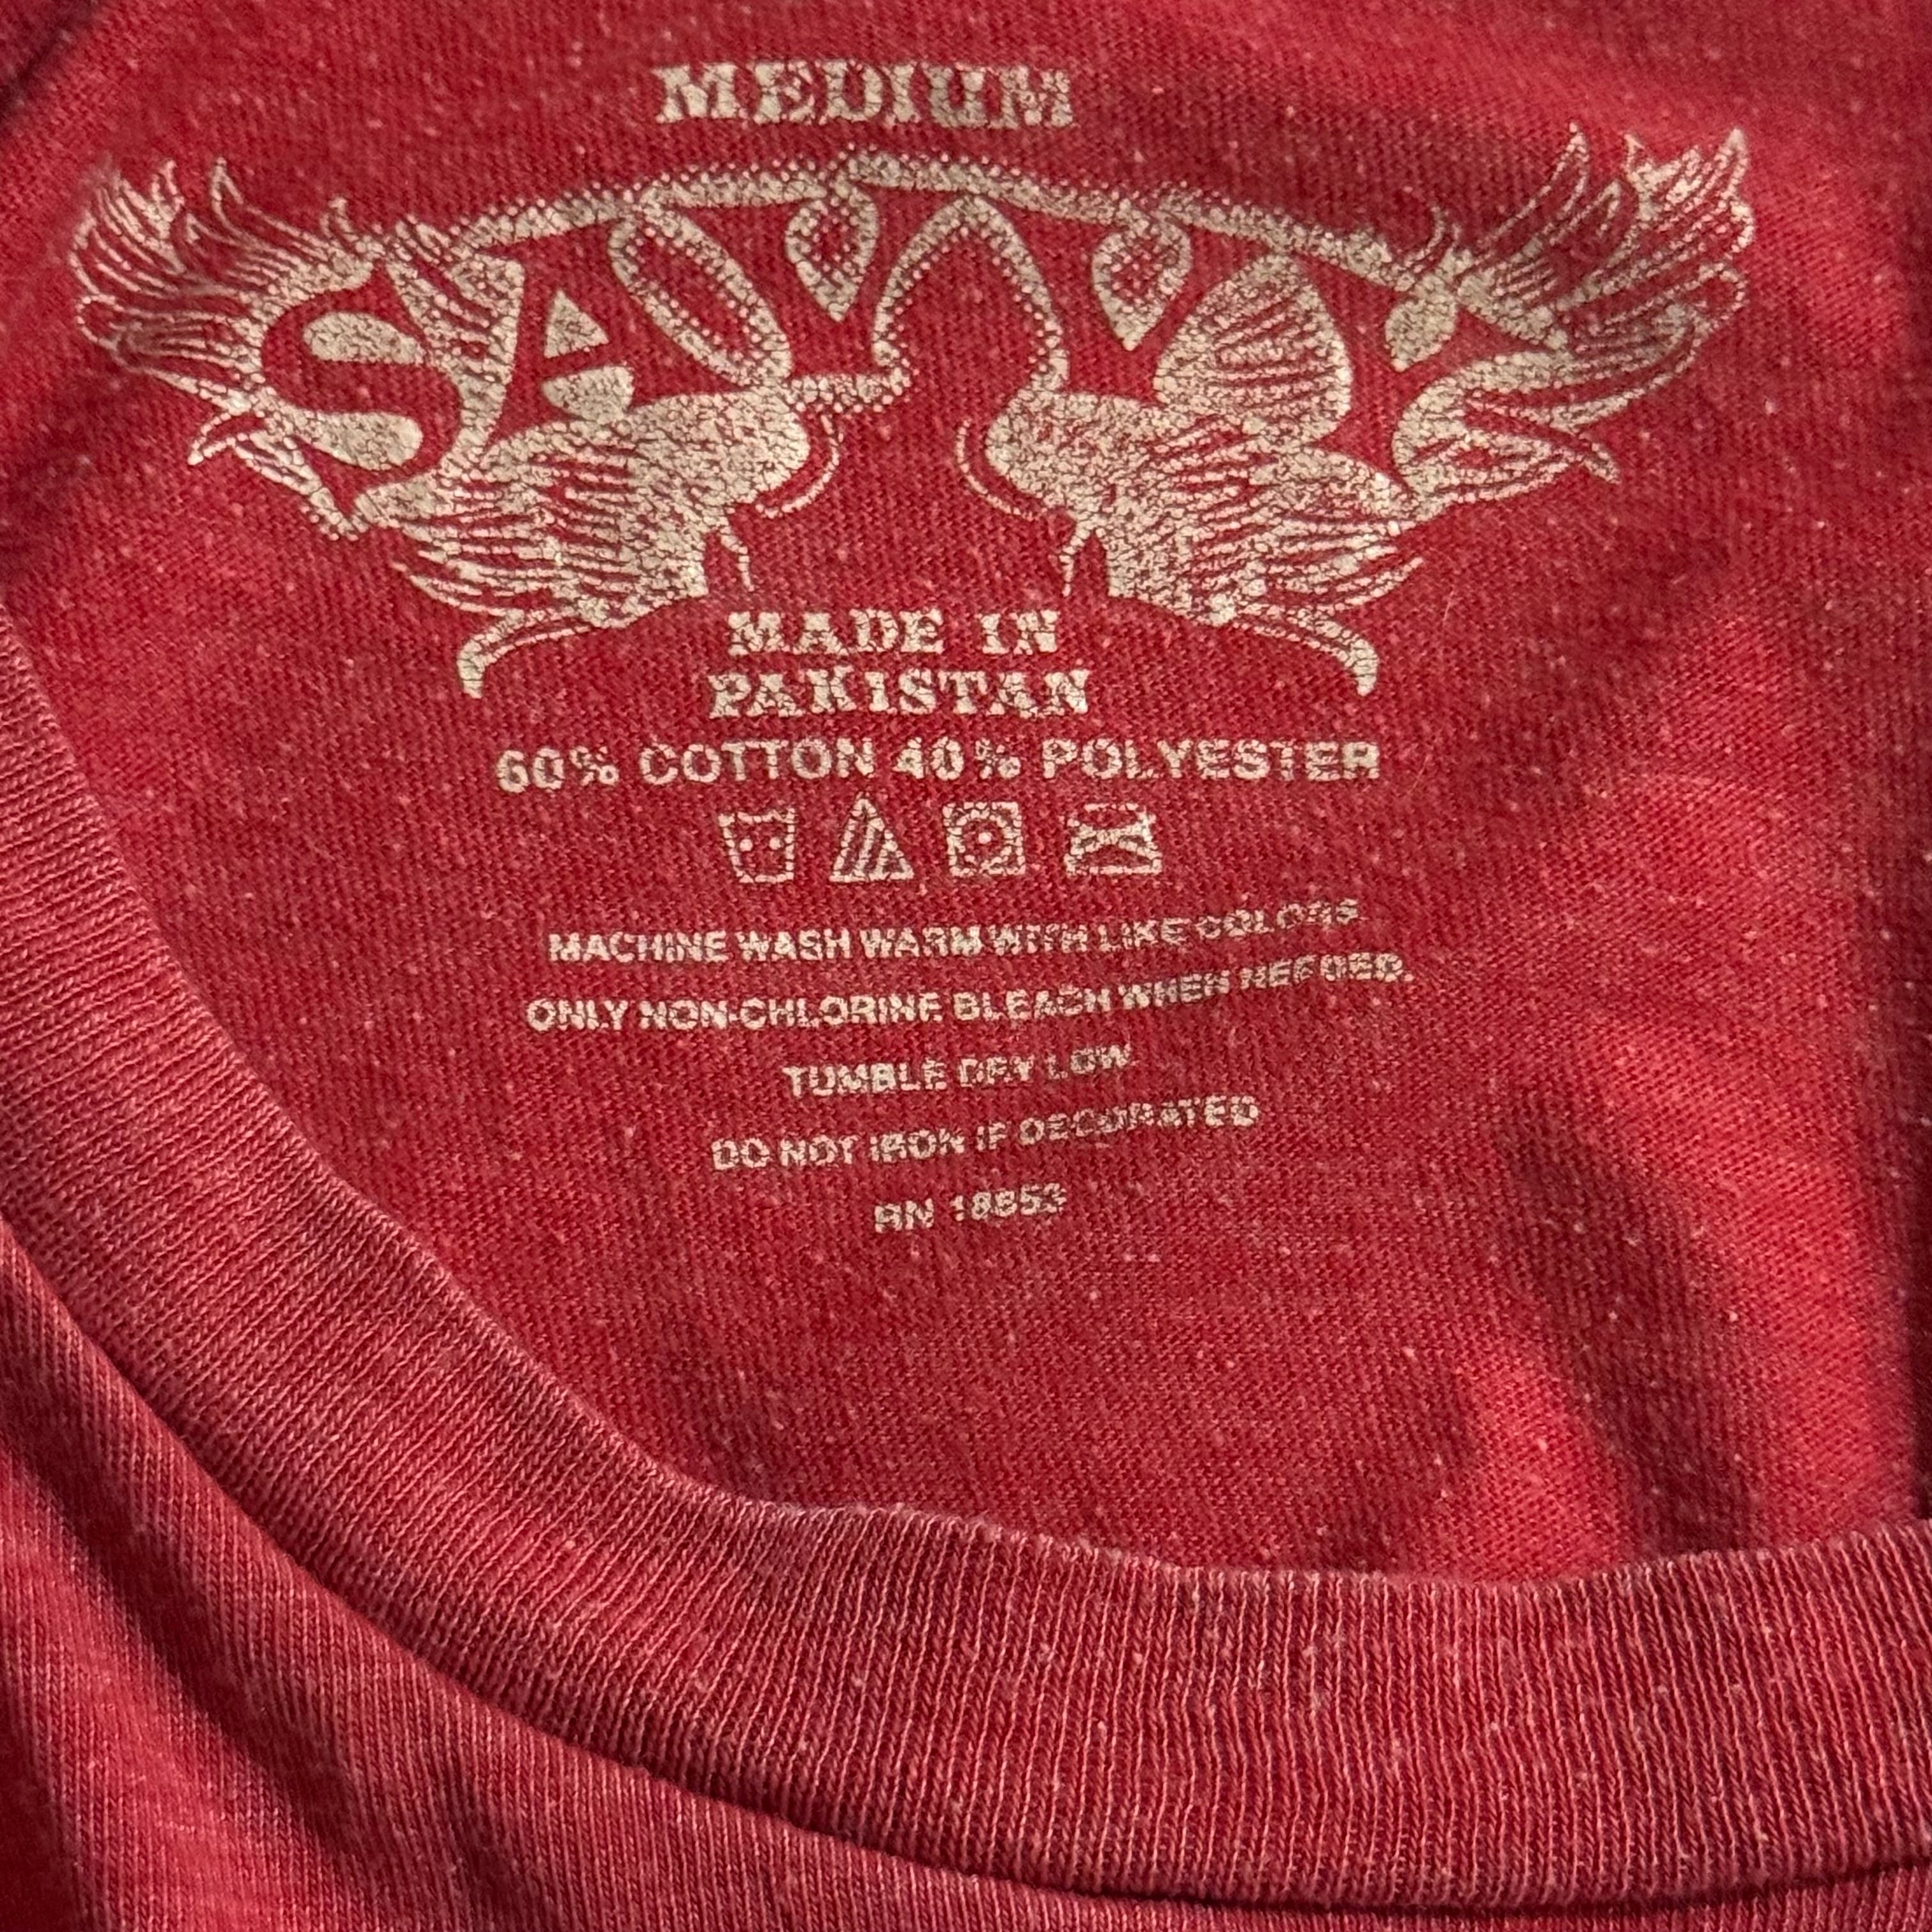 MEDIUM
MADE IN
PAKISTAN
60% COTTON 40% POLYESTER
MACHINE WASH WARM WITH LIKE COLORS
ONLY NON-CHLORINE BLEACH WHEN NEEDED.
TUMBLE DRY LOW
DO NOT IRON IF DECORATED
RN 18853